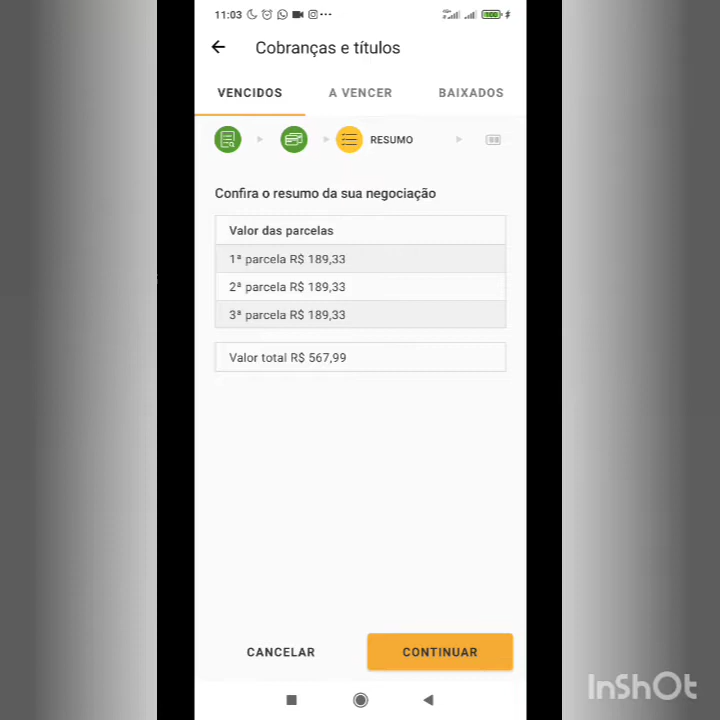 11:03
100
Cobranças e títulos
VENCIDOS A VENCER BAIXADOS
RESUMO
Confira o resumo da sua negociação
Valor das parcelas
1ª parcela R$ 189,33
2ª parcela R$ 189,33
3ª parcela R$ 189,33
Valor total R$ 567,99
CANCELAR CONTINUAR
InShOt